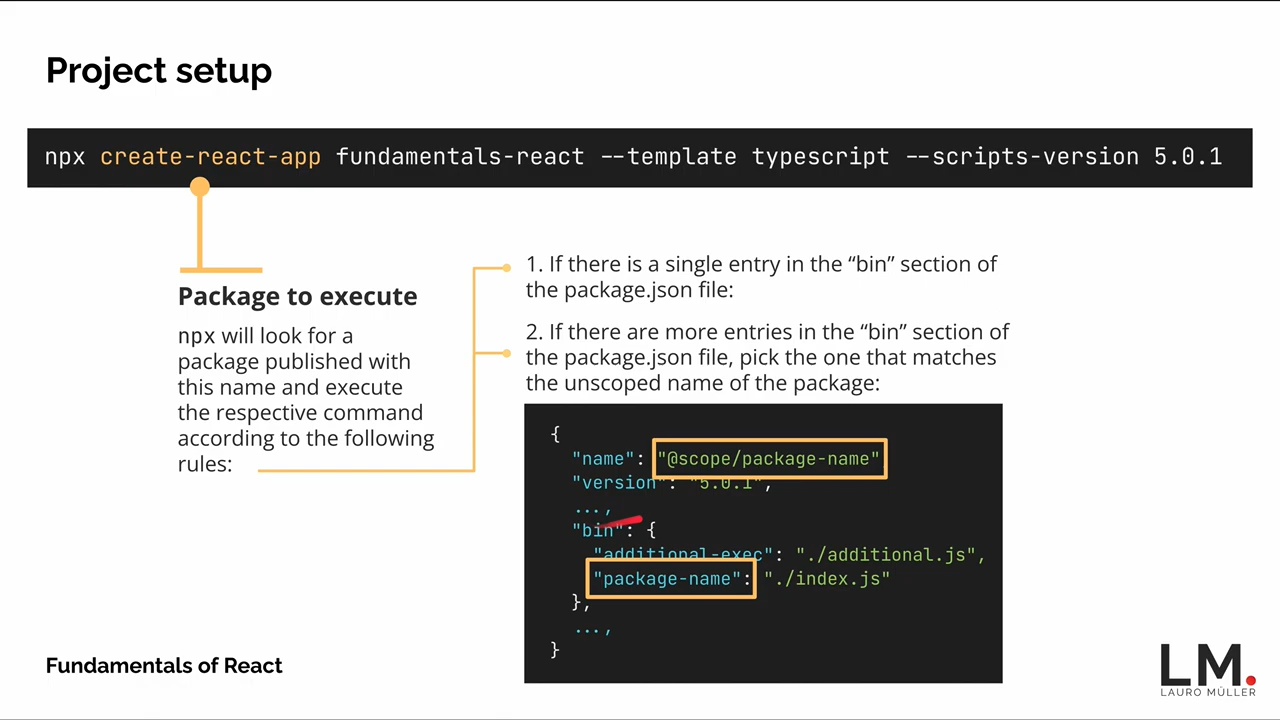 Project setup
npx create-react-app fundamentals-react --template typescript --scripts-version 5.0.1
Package to execute
npx will look for a
package published with
this name and execute
the respective command
according to the following
rules:
1. If there is a single entry in the “bin” section of
the package.json file:
2. If there are more entries in the “bin” section of
the package.json file, pick the one that matches
the unscoped name of the package:
{
"name": "@scope/package-name"
"version": "5.0.1",
...,
"bin": {
"additional-exec": "./additional.js",
"package-name": "./index.js"
},
...,
}
Fundamentals of React
LM.
LAURO MÜLLER